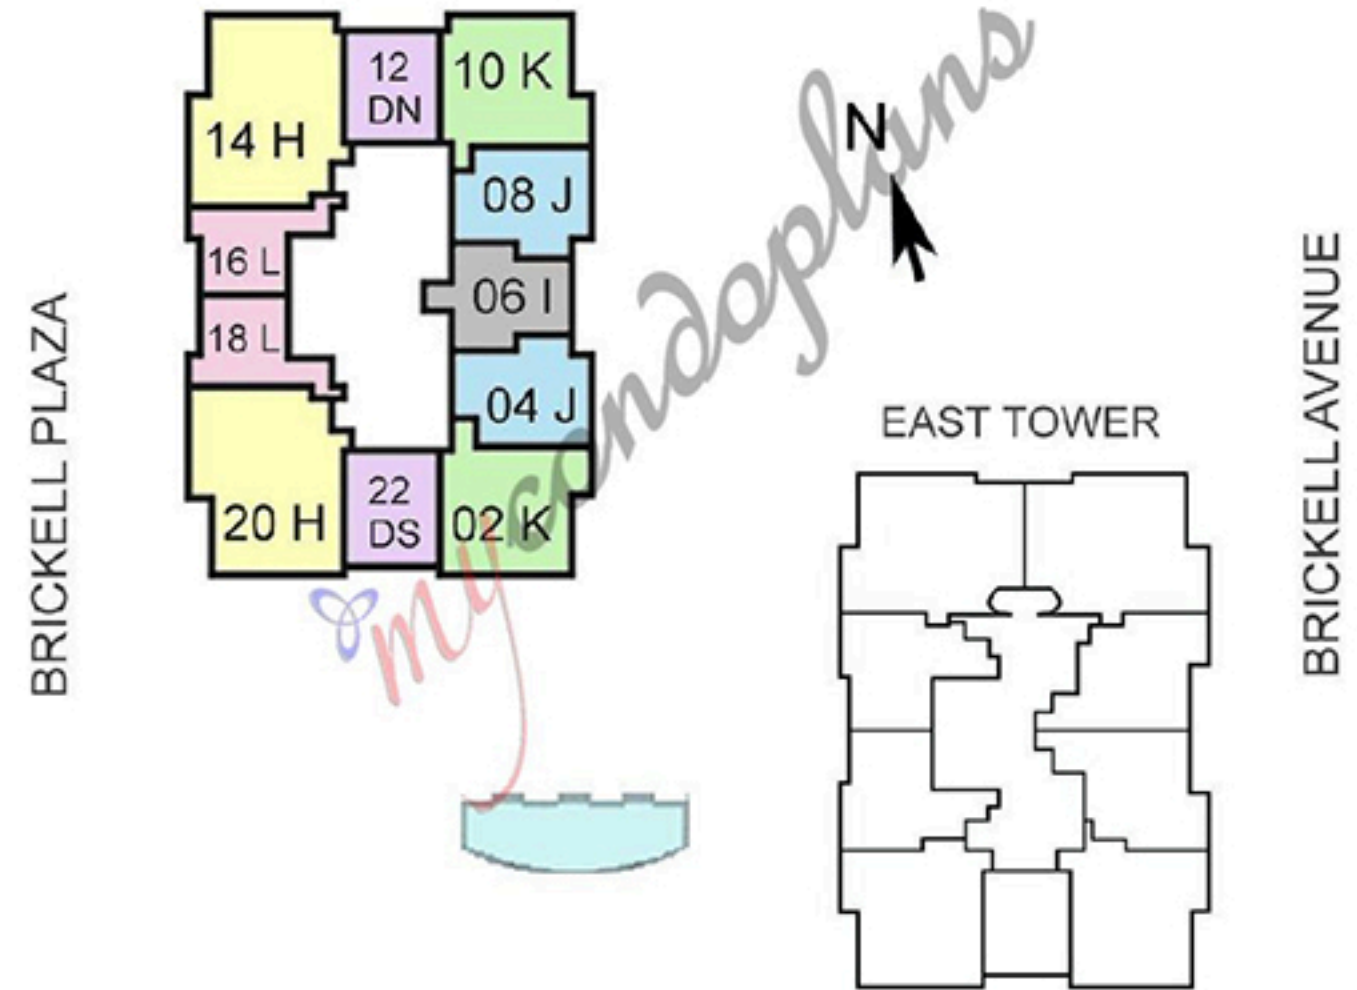 12
DN
10 K
14 H
08 J
16 L
06 I
18 L
04 J
20 H
22
DS
02 K
N
EAST TOWER
BRICKELL PLAZA
BRICKELL AVENUE
mycondoplans